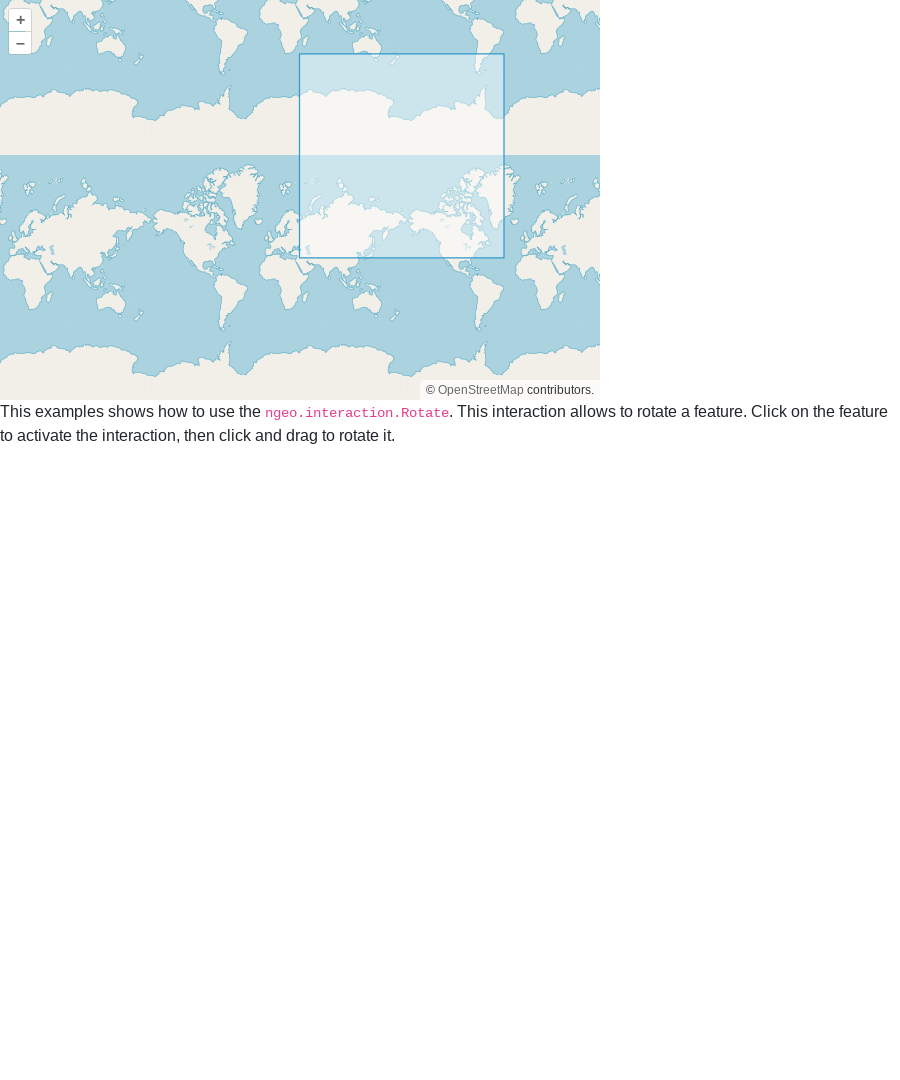 +
−
© OpenStreetMap contributors.
This examples shows how to use the ngeo.interaction.Rotate. This interaction allows to rotate a feature. Click on the feature
to activate the interaction, then click and drag to rotate it.